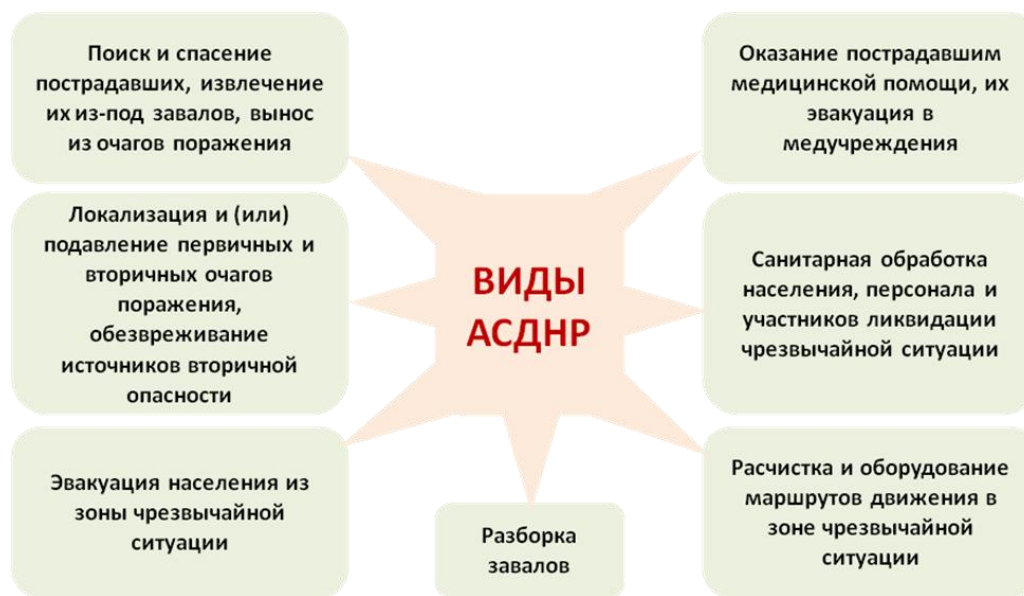 Поиск и спасение
пострадавших, извлечение
их из-под завалов, вынос
из очагов поражения
Локализация и (или)
подавление первичных и
вторичных очагов
поражения,
обезвреживание
источников вторичной
опасности
Эвакуация населения из
зоны чрезвычайной
ситуации
ВИДЫ
АСДНР
Разборка
завалов
Оказание пострадавшим
медицинской помощи, их
эвакуация в
медучреждения
Санитарная обработка
населения, персонала и
участников ликвидации
чрезвычайной ситуации
Расчистка и оборудование
маршрутов движения в
зоне чрезвычайной
ситуации